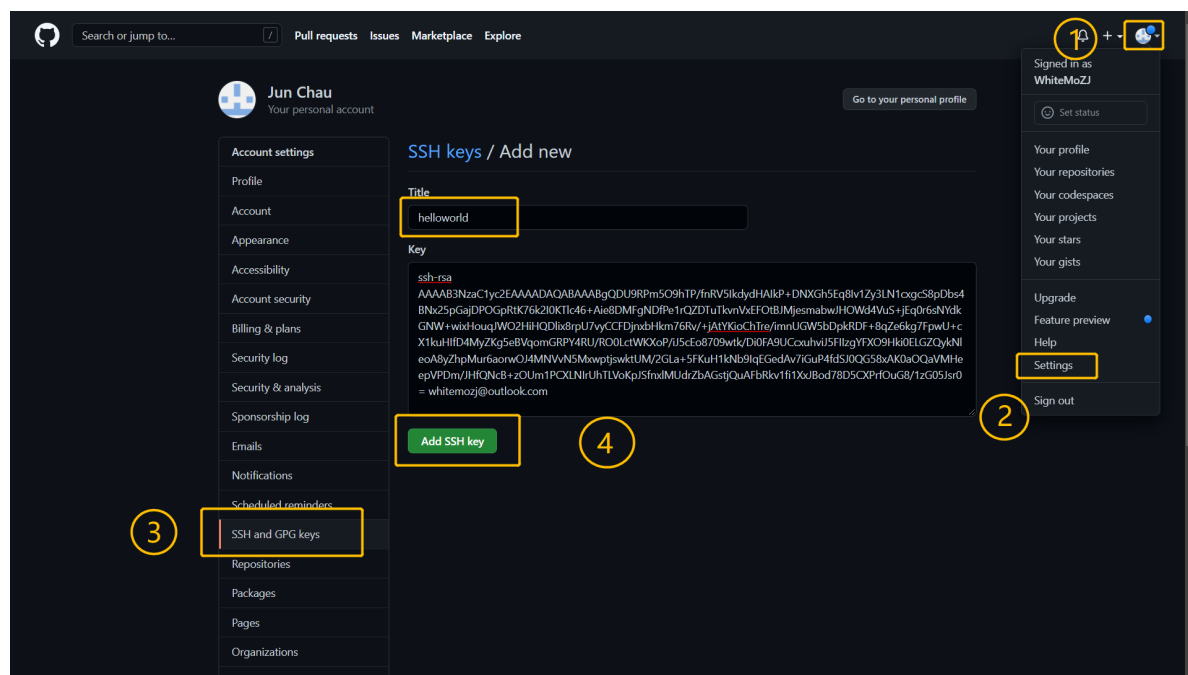 Search or jump to... /
Pull requests Issues Marketplace Explore
1
Signed in as
WhiteMoZJ
Set status
Your profile
Your repositories
Your codespaces
Your projects
Your stars
Your gists
Upgrade
Feature preview
Help
Settings
Sign out
2
Jun Chau
Your personal account
Go to your personal profile
Account settings
Profile
Account
Appearance
Accessibility
Account security
Billing & plans
Security log
Security & analysis
Sponsorship log
Emails
Notifications
Scheduled reminders
SSH and GPG keys
Repositories
Packages
Pages
Organizations
3
SSH keys / Add new
Title
helloworld
Key
ssh-rsa
= whitemozj@outlook.com
Add SSH key
4